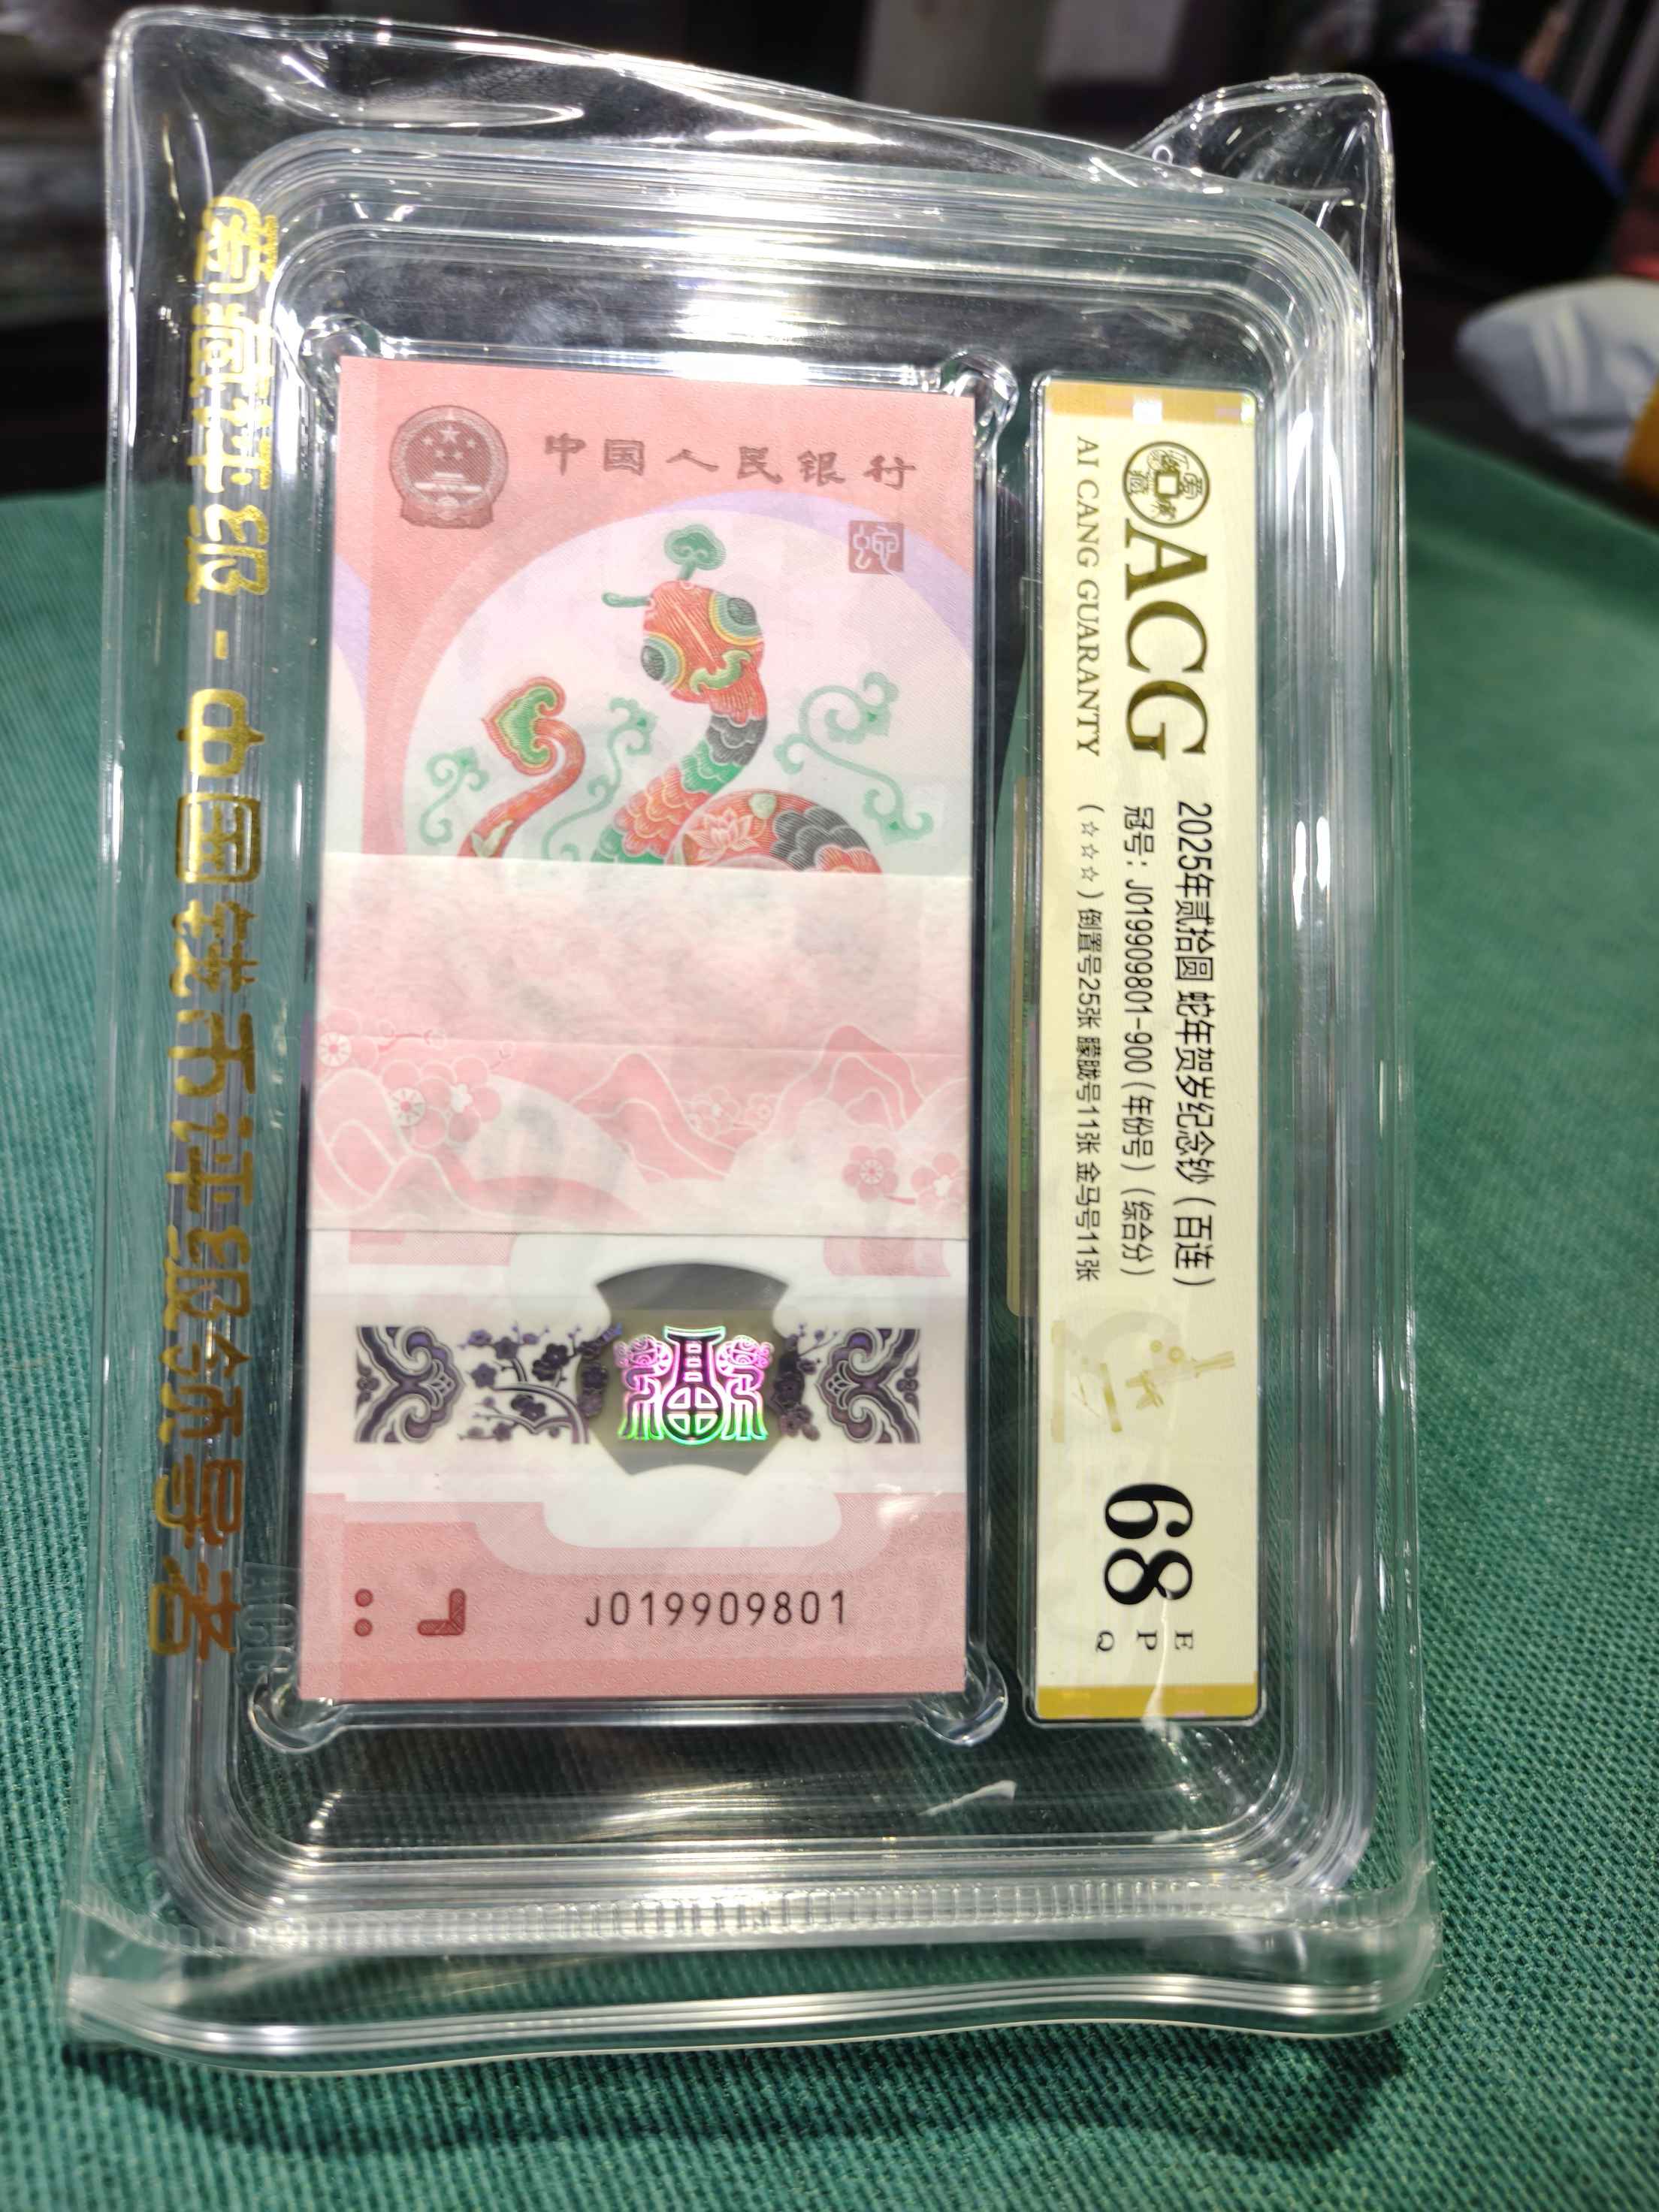 中国人民银行
J019909801
ACG
AI CANG GUARANTY
2025年贰拾圆 蛇年贺岁纪念钞(百连)
冠号:J019909801-900(年份号)(综合分)
(☆☆☆)倒置号25张 朦胧号11张 金马号11张
68
E
P
Q
爱藏评级-中国钱币评级领导者